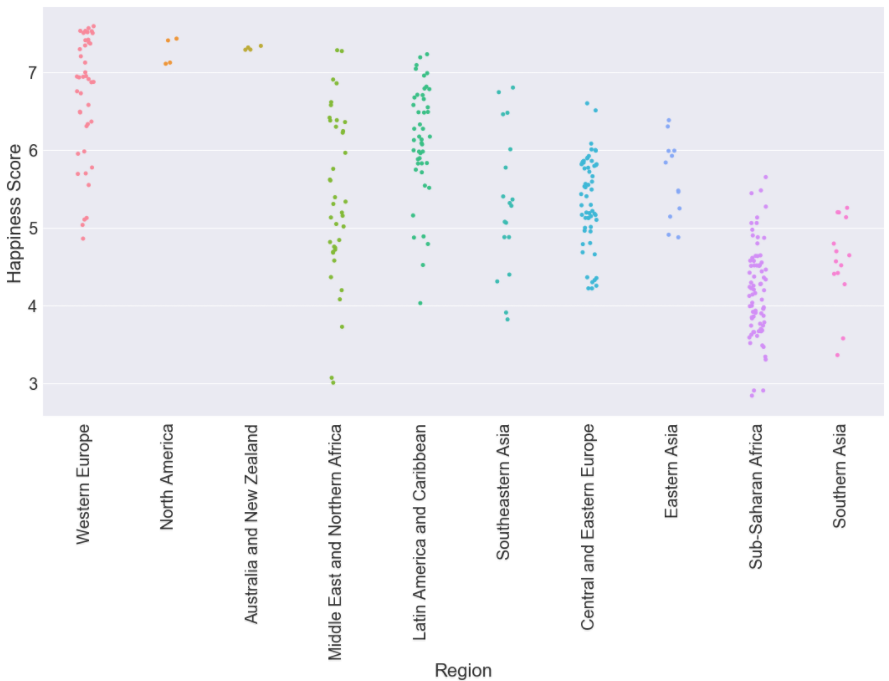 Happiness Score
7
6
5
4
3
Western Europe
North America
Australia and New Zealand
Middle East and Northern Africa
Latin America and Caribbean
Southeastern Asia
Central and Eastern Europe
Eastern Asia
Sub-Saharan Africa
Southern Asia
Region